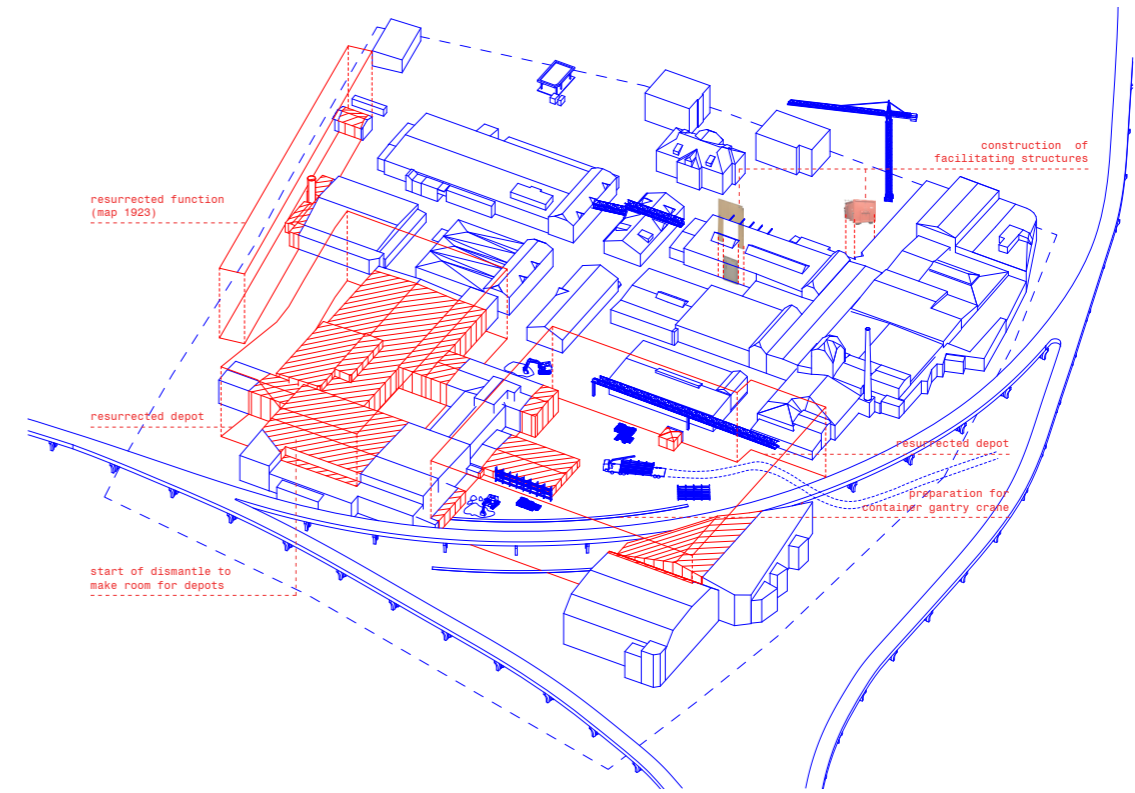 construction of
facilitating structures
resurrected function
(map 1923)
resurrected depot
resurrected depot
preparation for
container gantry crane
start of dismantle to
make room for depots